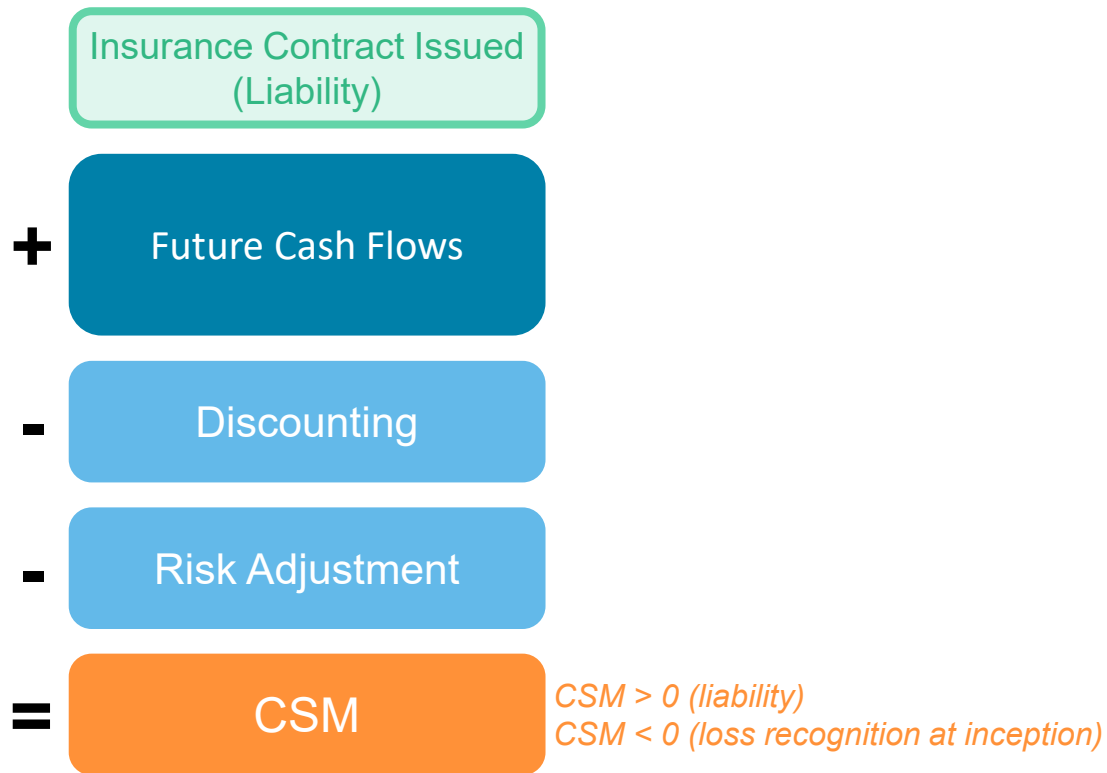 Insurance Contract Issued
(Liability)
+ Future Cash Flows
- Discounting
- Risk Adjustment
= CSM
CSM > 0 (liability)
CSM < 0 (loss recognition at inception)